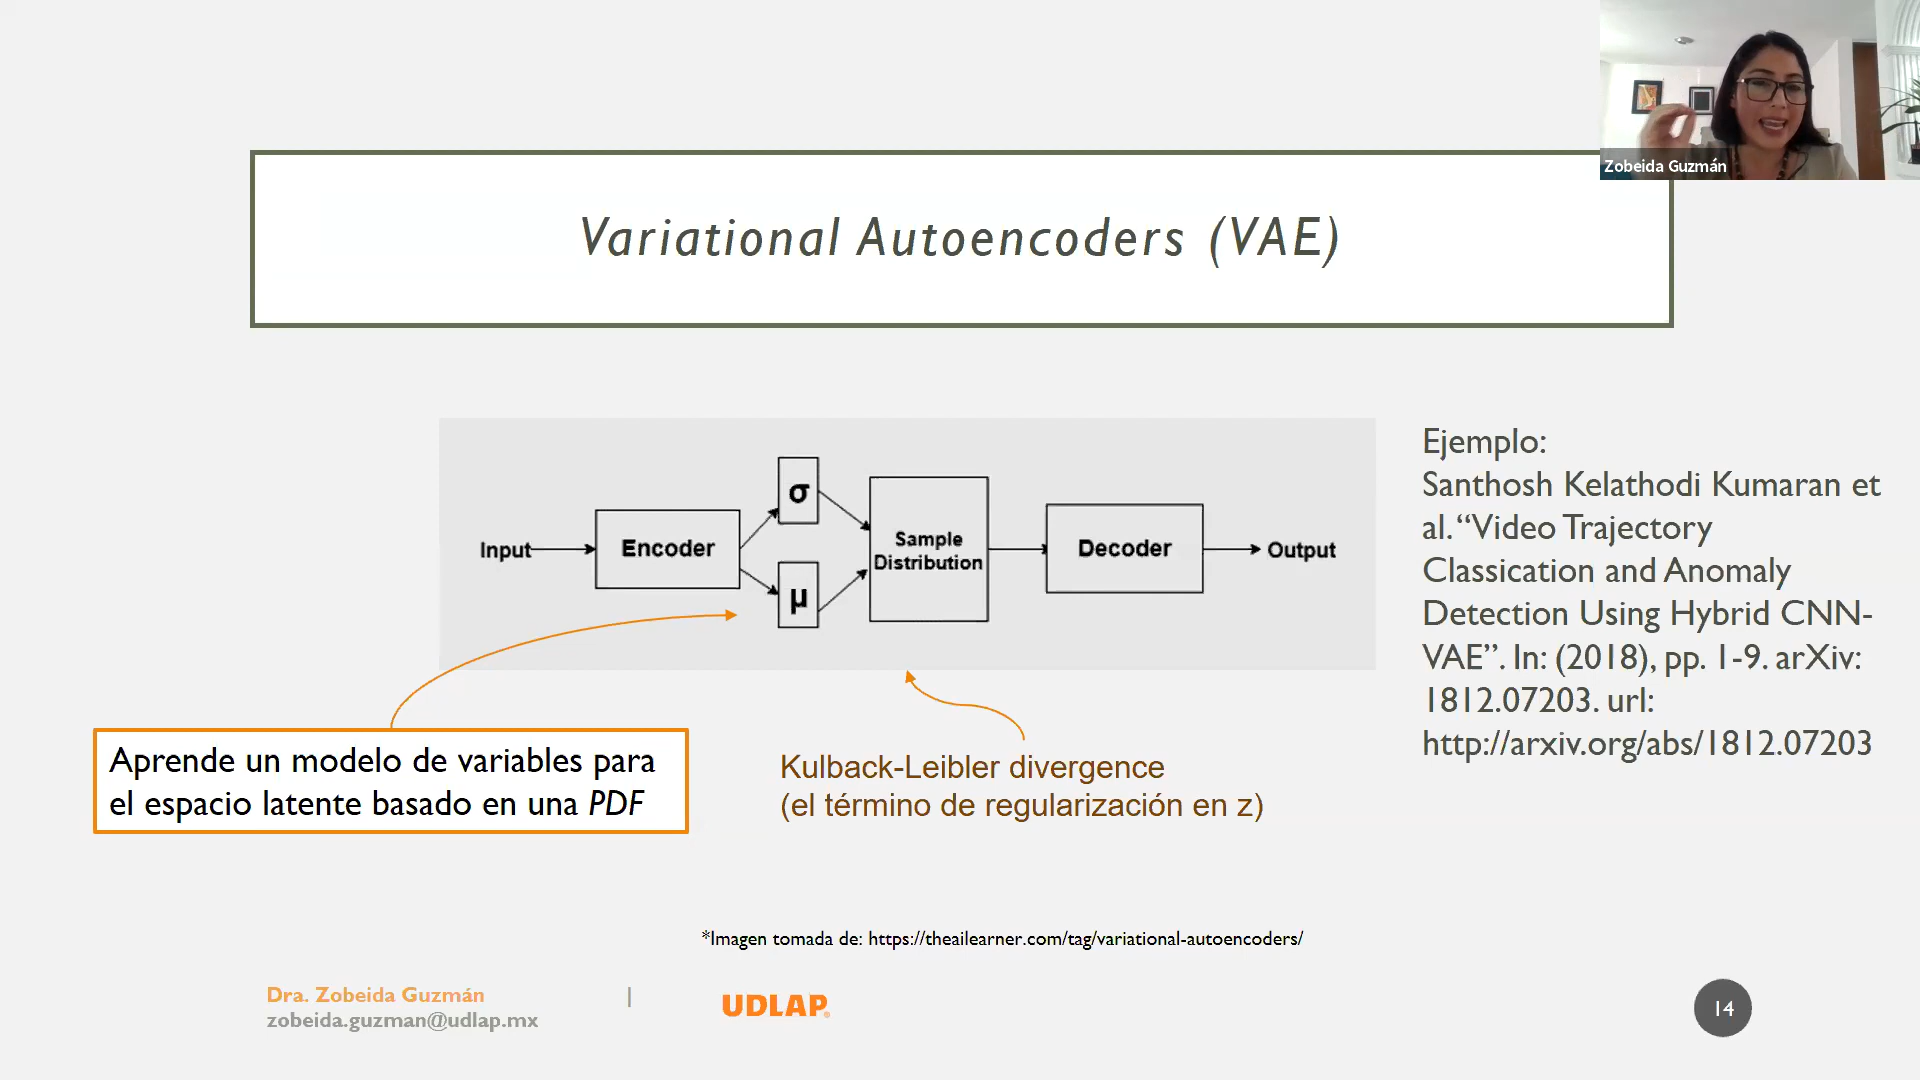 Zobeida Guzmán
Variational Autoencoders (VAE)
Input
Encoder
σ
μ
Sample
Distribution
Decoder
Output
Ejemplo:
Santhosh Kelathodi Kumaran et
al. “Video Trajectory
Classication and Anomaly
Detection Using Hybrid CNN-
VAE”. In: (2018), pp. 1-9. arXiv:
1812.07203. url:
http://arxiv.org/abs/1812.07203
Aprende un modelo de variables para
el espacio latente basado en una PDF
Kulback-Leibler divergence
(el término de regularización en z)
*Imagen tomada de: https://theailearner.com/tag/variational-autoencoders/
Dra. Zobeida Guzmán |
zobeida.guzman@udlap.mx
UDLAP®
14